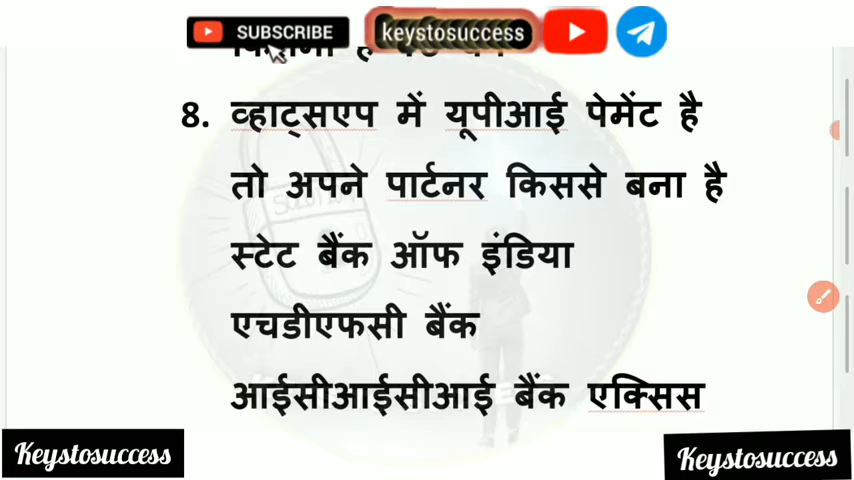 SUBSCRIBE keystosuccess
8. व्हाट्सएप में यूपीआई पेमेंट है
तो अपने पार्टनर किससे बना है
स्टेट बैंक ऑफ इंडिया
एचडीएफसी बैंक
आईसीआईसीआई बैंक एक्सिस
Keystosuccess Keystosuccess